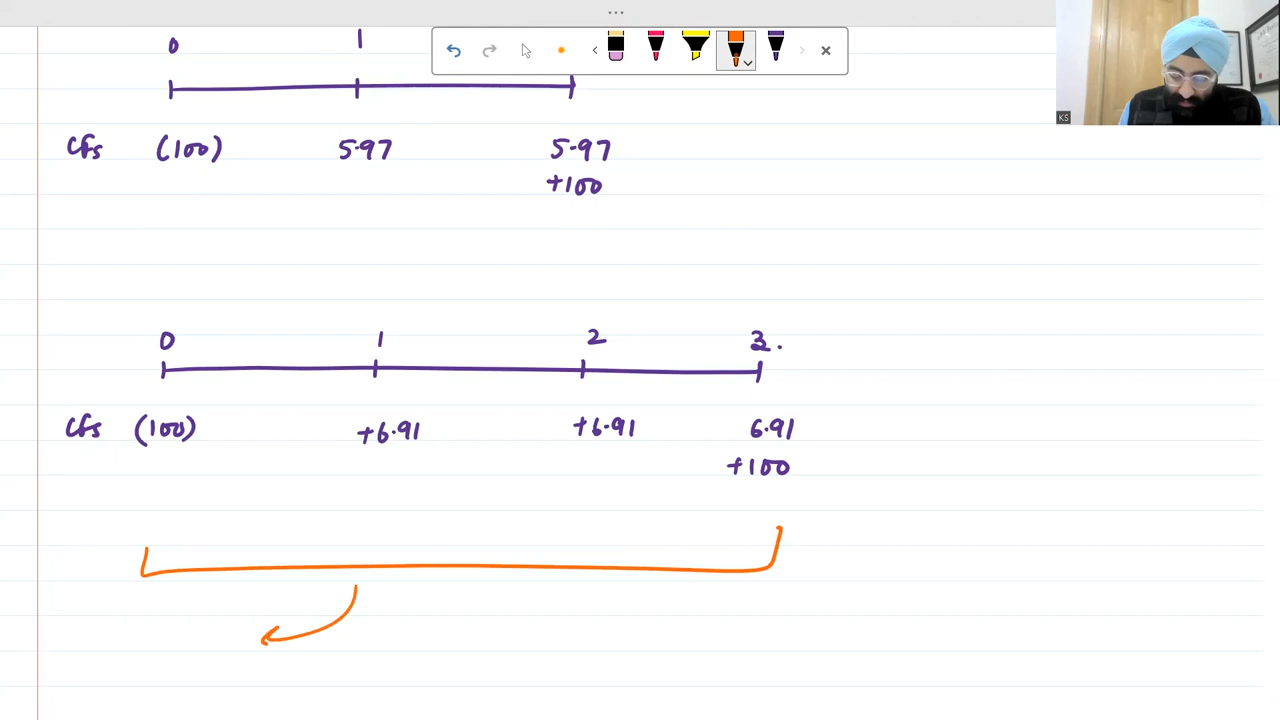 0 1
Cfs (100) 5.97 5.97
+100
0 1 2 3.
Cfs (100) +6.91 +6.91 6.91
+100
KS